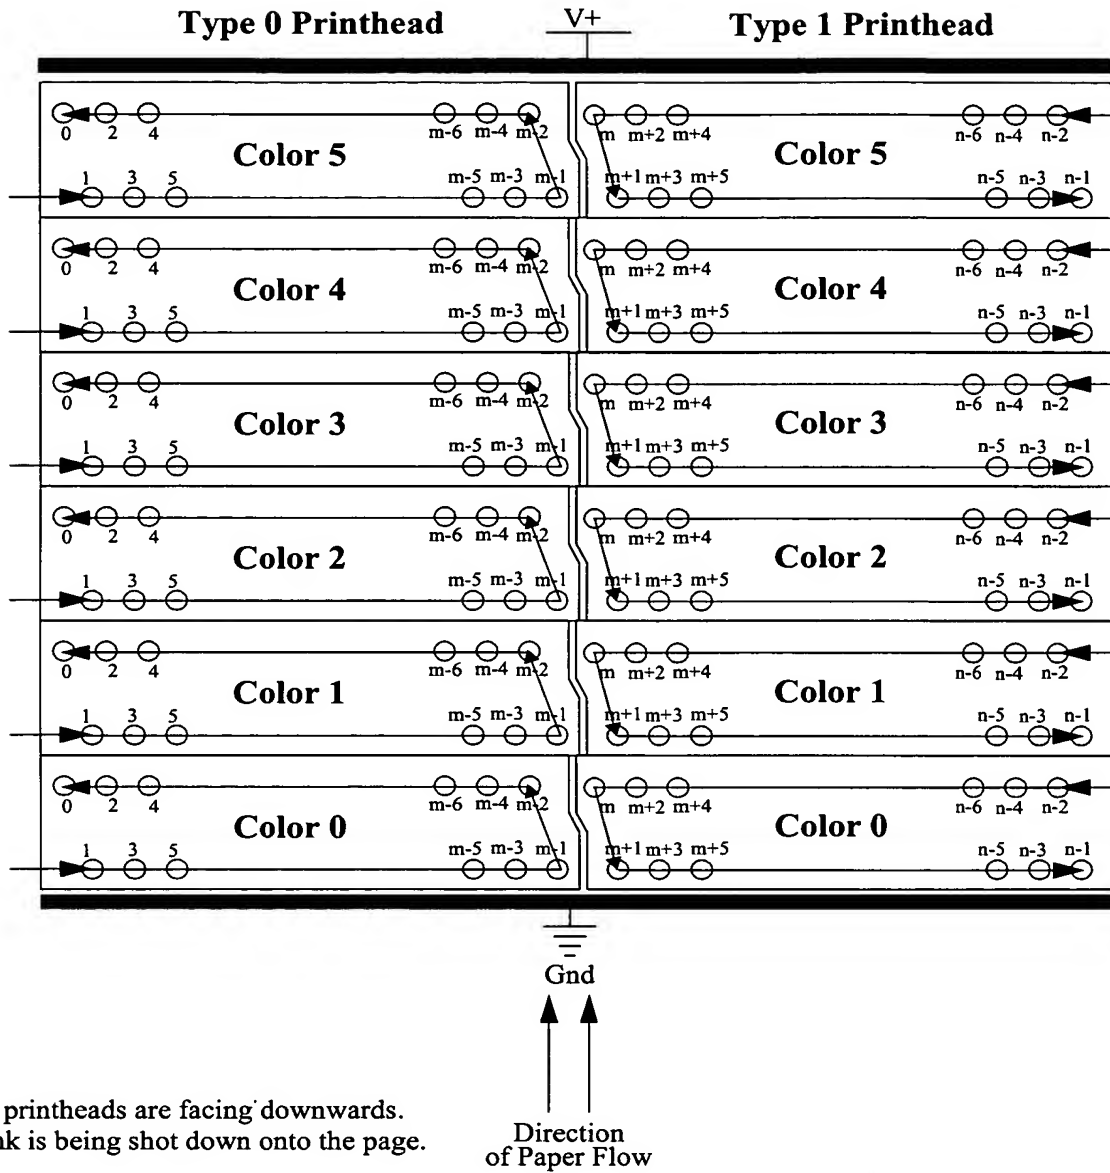 Type 0 Printhead V+ Type 1 Printhead
0 2 4 m-6 m-4 m-2 m m+2 m+4 n-6 n-4 n-2
Color 5 Color 5
1 3 5 m-5 m-3 m-1 m+1 m+3 m+5 n-5 n-3 n-1
0 2 4 m-6 m-4 m-2 m m+2 m+4 n-6 n-4 n-2
Color 4 Color 4
1 3 5 m-5 m-3 m-1 m+1 m+3 m+5 n-5 n-3 n-1
0 2 4 m-6 m-4 m-2 m m+2 m+4 n-6 n-4 n-2
Color 3 Color 3
1 3 5 m-5 m-3 m-1 m+1 m+3 m+5 n-5 n-3 n-1
0 2 4 m-6 m-4 m-2 m m+2 m+4 n-6 n-4 n-2
Color 2 Color 2
1 3 5 m-5 m-3 m-1 m+1 m+3 m+5 n-5 n-3 n-1
0 2 4 m-6 m-4 m-2 m m+2 m+4 n-6 n-4 n-2
Color 1 Color 1
1 3 5 m-5 m-3 m-1 m+1 m+3 m+5 n-5 n-3 n-1
0 2 4 m-6 m-4 m-2 m m+2 m+4 n-6 n-4 n-2
Color 0 Color 0
1 3 5 m-5 m-3 m-1 m+1 m+3 m+5 n-5 n-3 n-1
Gnd
printheads are facing downwards.
nk is being shot down onto the page.
Direction
of Paper Flow